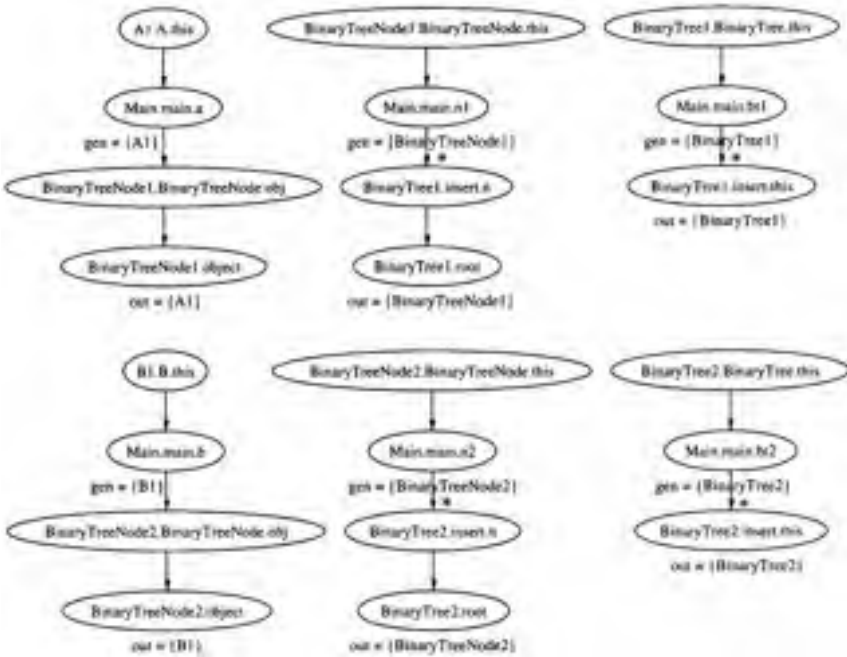 A1.A.this
BinaryTreeNode1.BinaryTreeNode.this
BinaryTree1.BinaryTree.this
Main.main.a
Main.main.n1
Main.main.bt1
gen = {A1}
gen = {BinaryTreeNode1}
*
gen = {BinaryTree1}
*
BinaryTreeNode1.BinaryTreeNode.obj
BinaryTree1.insert.n
BinaryTree1.insert.this
out = {BinaryTree1}
BinaryTreeNode1.object
BinaryTree1.root
out = {A1}
out = {BinaryTreeNode1}
B1.B.this
BinaryTreeNode2.BinaryTreeNode.this
BinaryTree2.BinaryTree.this
Main.main.b
Main.main.n2
Main.main.bt2
gen = {B1}
gen = {BinaryTreeNode2}
*
gen = {BinaryTree2}
*
BinaryTreeNode2.BinaryTreeNode.obj
BinaryTree2.insert.n
BinaryTree2.insert.this
out = {BinaryTree2}
BinaryTreeNode2.object
BinaryTree2.root
out = {B1}
out = {BinaryTreeNode2}